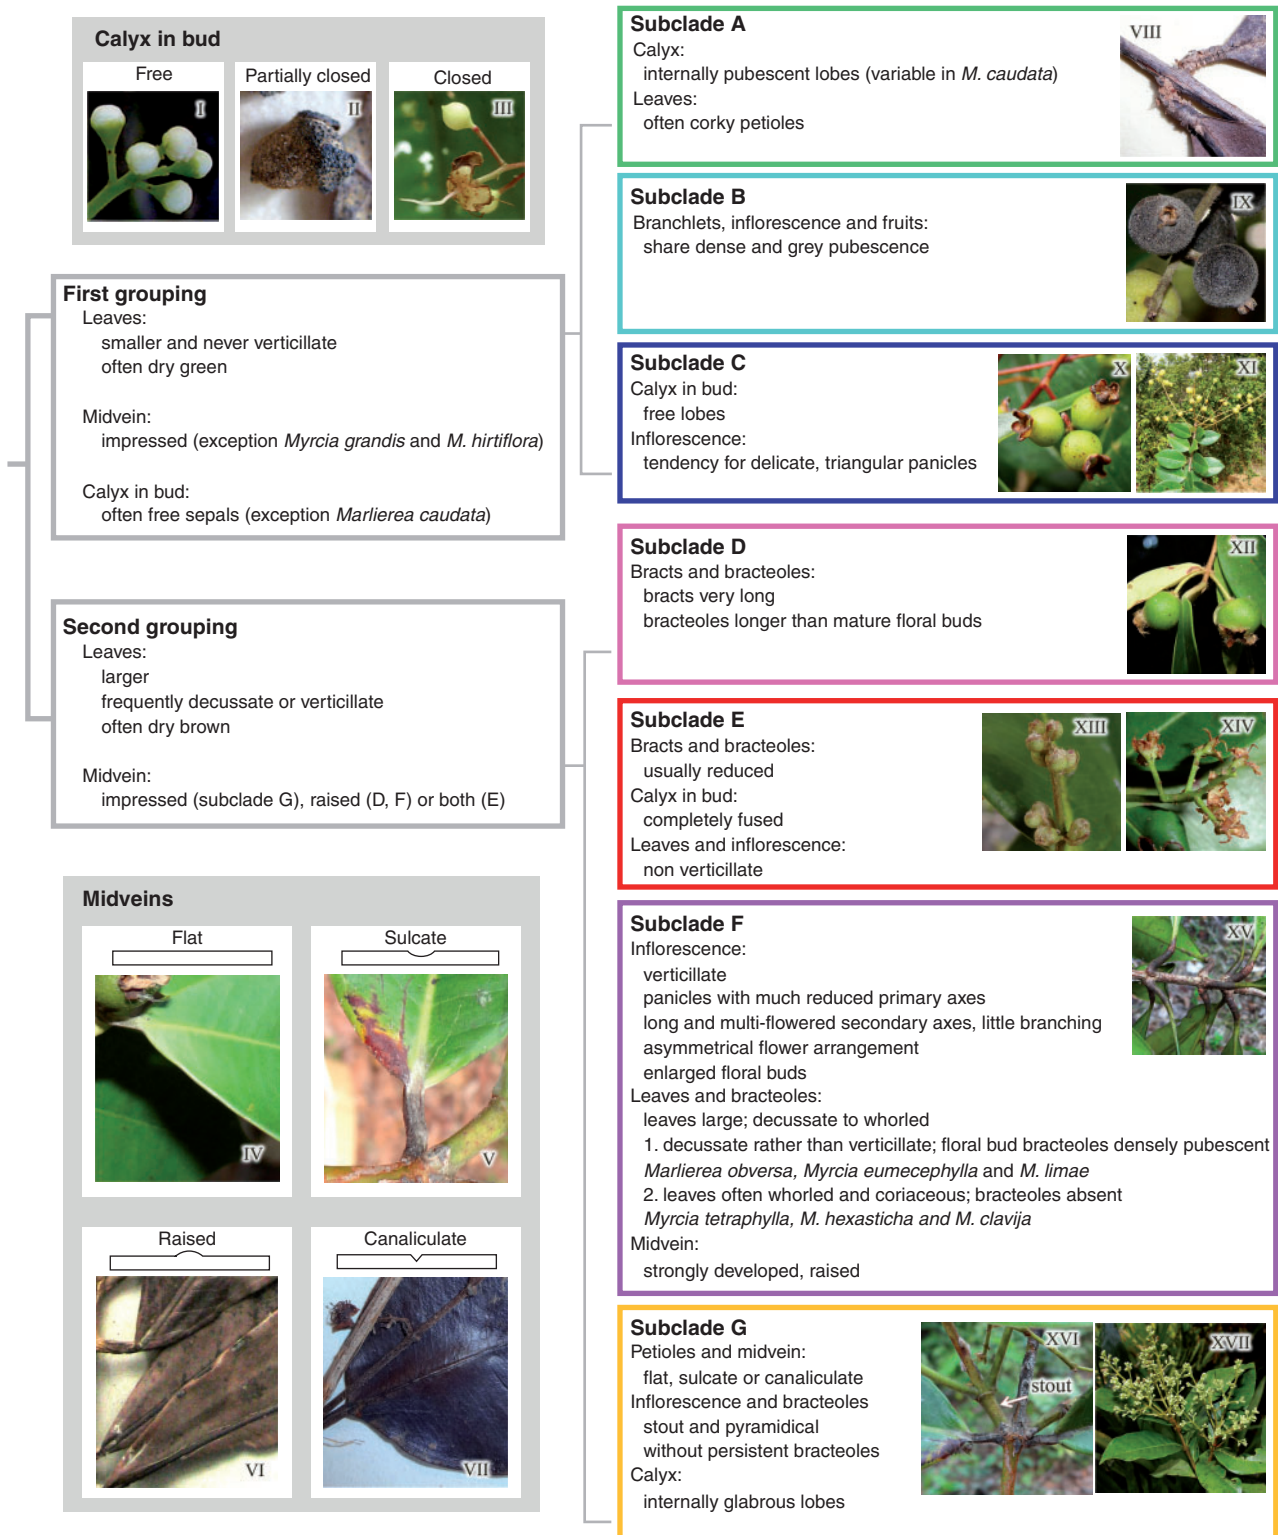 Calyx in bud
Free
Partially closed
Closed
I
II
III
First grouping
Leaves:
smaller and never verticillate
often dry green
Midvein:
impressed (exception Myrcia grandis and M. hirtiflora)
Calyx in bud:
often free sepals (exception Marlierea caudata)
Second grouping
Leaves:
larger
frequently decussate or verticillate
often dry brown
Midvein:
impressed (subclade G), raised (D, F) or both (E)
Midveins
Flat
Sulcate
IV
V
Raised
Canaliculate
VI
VII
Subclade A
Calyx:
internally pubescent lobes (variable in M. caudata)
Leaves:
often corky petioles
VIII
Subclade B
Branchlets, inflorescence and fruits:
share dense and grey pubescence
IX
Subclade C
Calyx in bud:
free lobes
Inflorescence:
tendency for delicate, triangular panicles
X
XI
Subclade D
Bracts and bracteoles:
bracts very long
bracteoles longer than mature floral buds
XII
Subclade E
Bracts and bracteoles:
usually reduced
Calyx in bud:
completely fused
Leaves and inflorescence:
non verticillate
XIII
XIV
Subclade F
Inflorescence:
verticillate
panicles with much reduced primary axes
long and multi-flowered secondary axes, little branching
asymmetrical flower arrangement
enlarged floral buds
Leaves and bracteoles:
leaves large; decussate to whorled
1. decussate rather than verticillate; floral bud bracteoles densely pubescent
Marlierea obversa, Myrcia eumecephylla and M. limae
2. leaves often whorled and coriaceous; bracteoles absent
Myrcia tetraphylla, M. hexasticha and M. clavija
Midvein:
strongly developed, raised
XV
Subclade G
Petioles and midvein:
flat, sulcate or canaliculate
Inflorescence and bracteoles
stout and pyramidical
without persistent bracteoles
Calyx:
internally glabrous lobes
XVI
stout
XVII